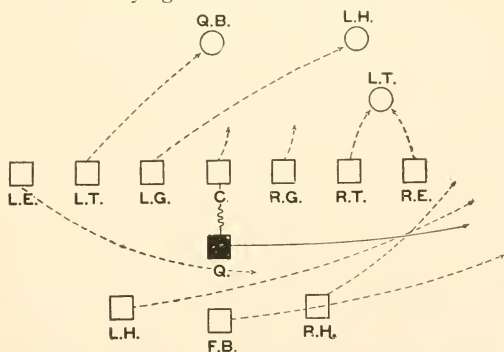 Q.B. L.H.
L.T.
L.E. L.T. L.G. C. R.G. R.T. R.E.
Q.
L.H. F.B. R.H.